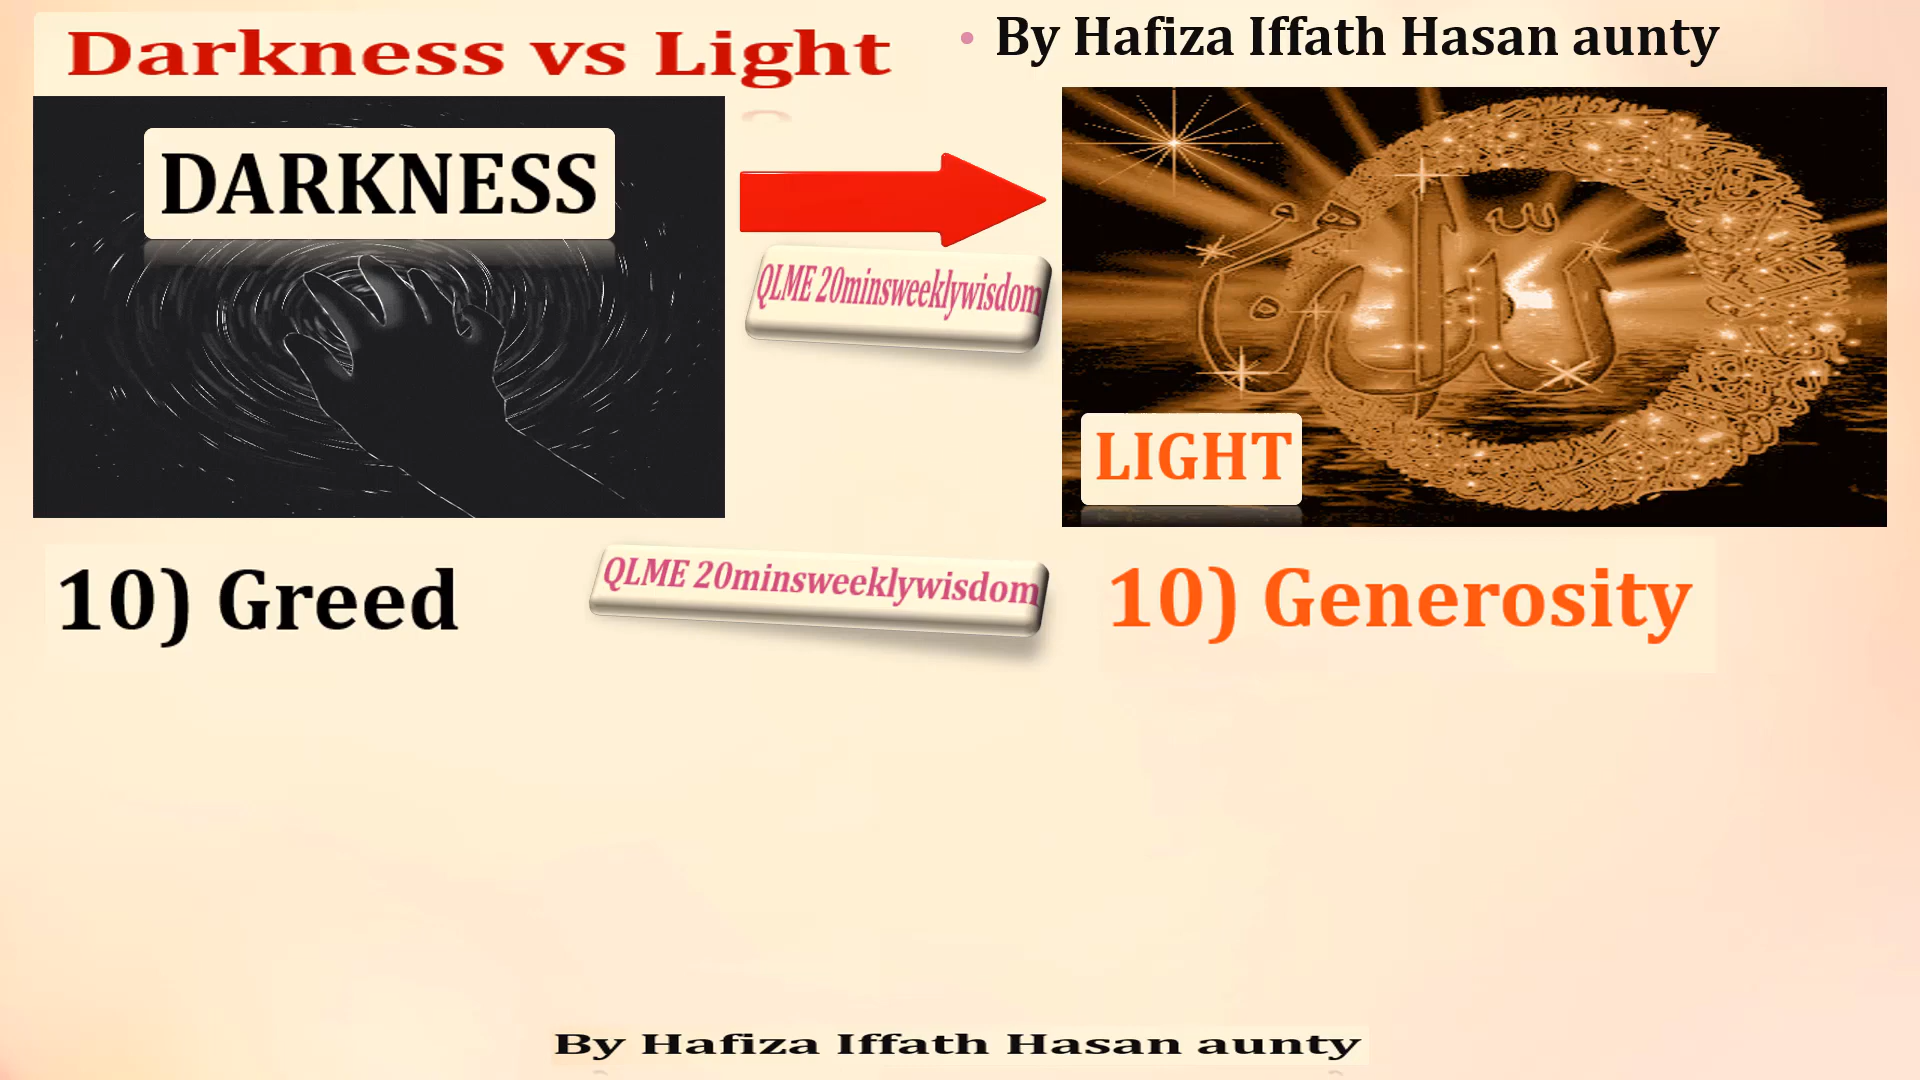 Darkness vs Light
• By Hafiza Iffath Hasan aunty
DARKNESS
QLME 20minsweeklywisdom
LIGHT
10) Greed
QLME 20minsweeklywisdom
10) Generosity
By Hafiza Iffath Hasan aunty